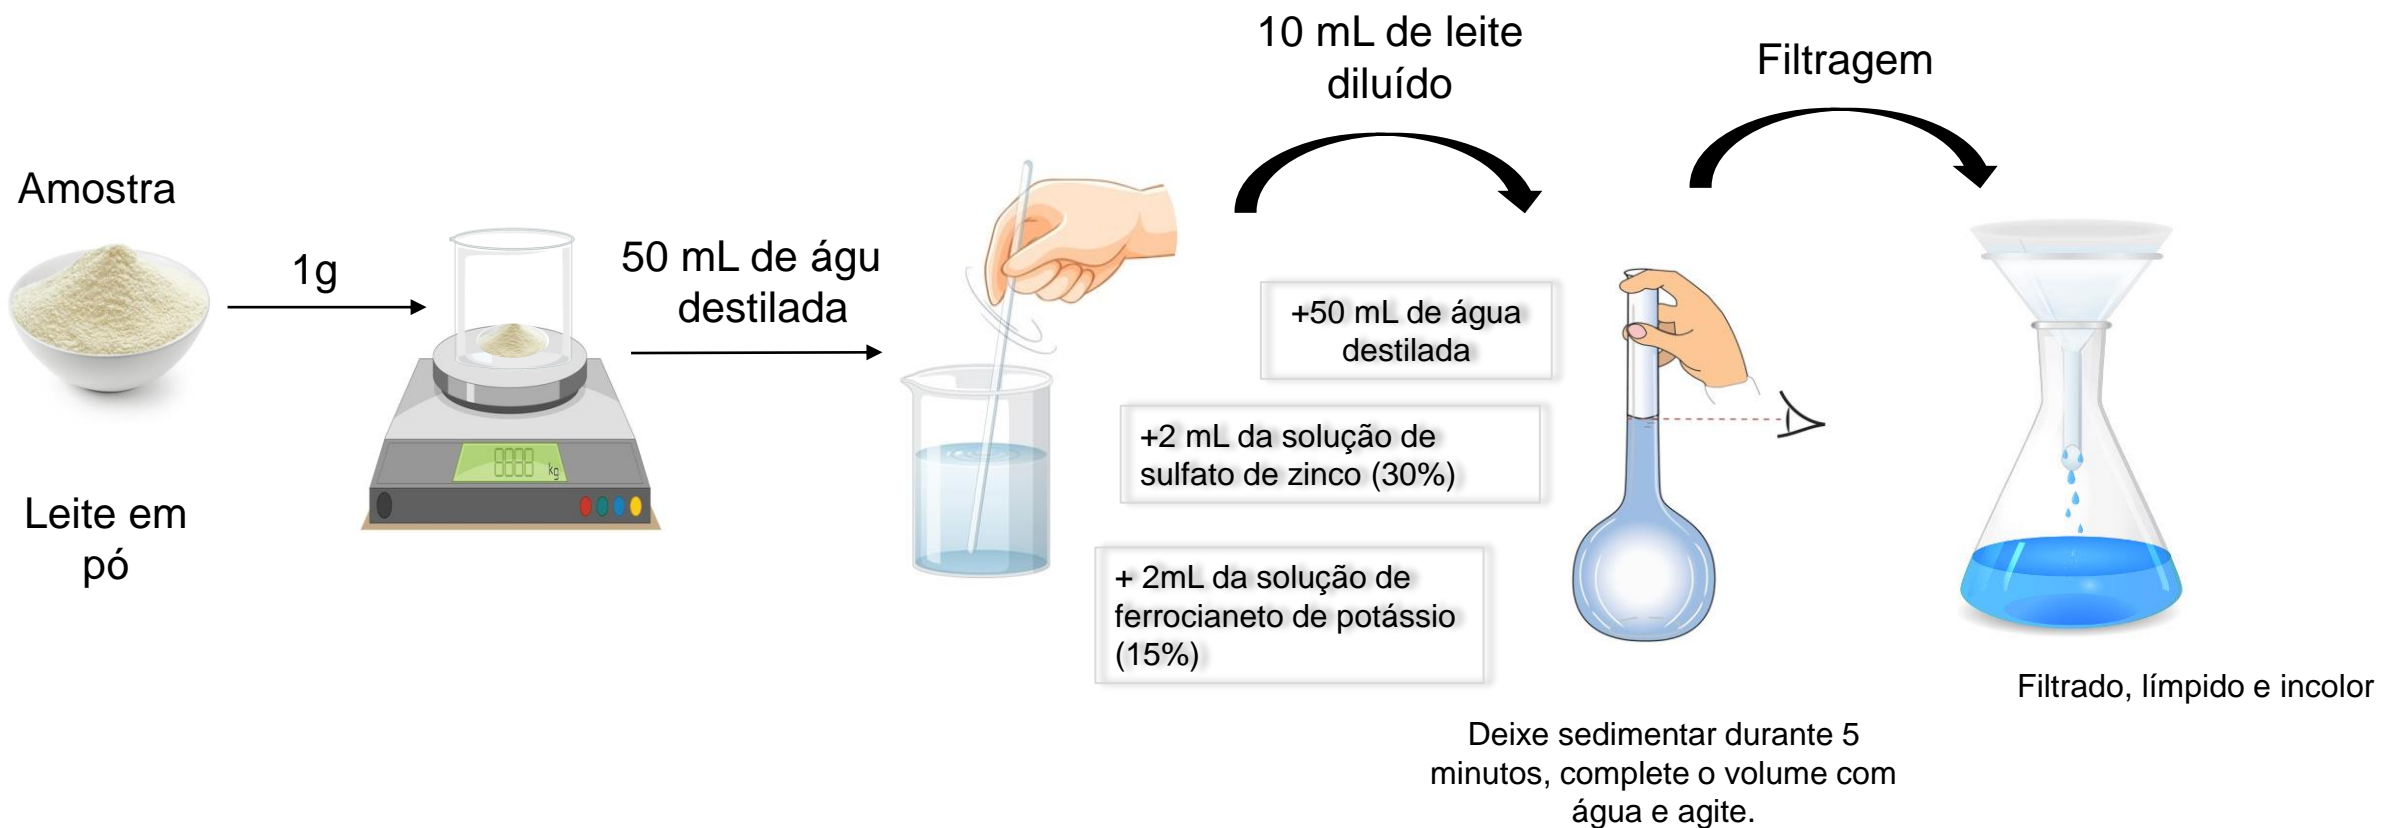 Amostra
Leite em
pó
1g
50 mL de águ
destilada
10 mL de leite
diluído
+50 mL de água
destilada
+2 mL da solução de
sulfato de zinco (30%)
+ 2mL da solução de
ferrocianeto de potássio
(15%)
Deixe sedimentar durante 5
minutos, complete o volume com
água e agite.
Filtragem
Filtrado, límpido e incolor
kg